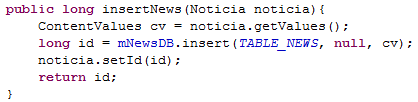 public long insertNews(Noticia noticia){
    ContentValues cv = noticia.getValues();
    long id = mNewsDB.insert(TABLE_NEWS, null, cv);
    noticia.setId(id);
    return id;
}